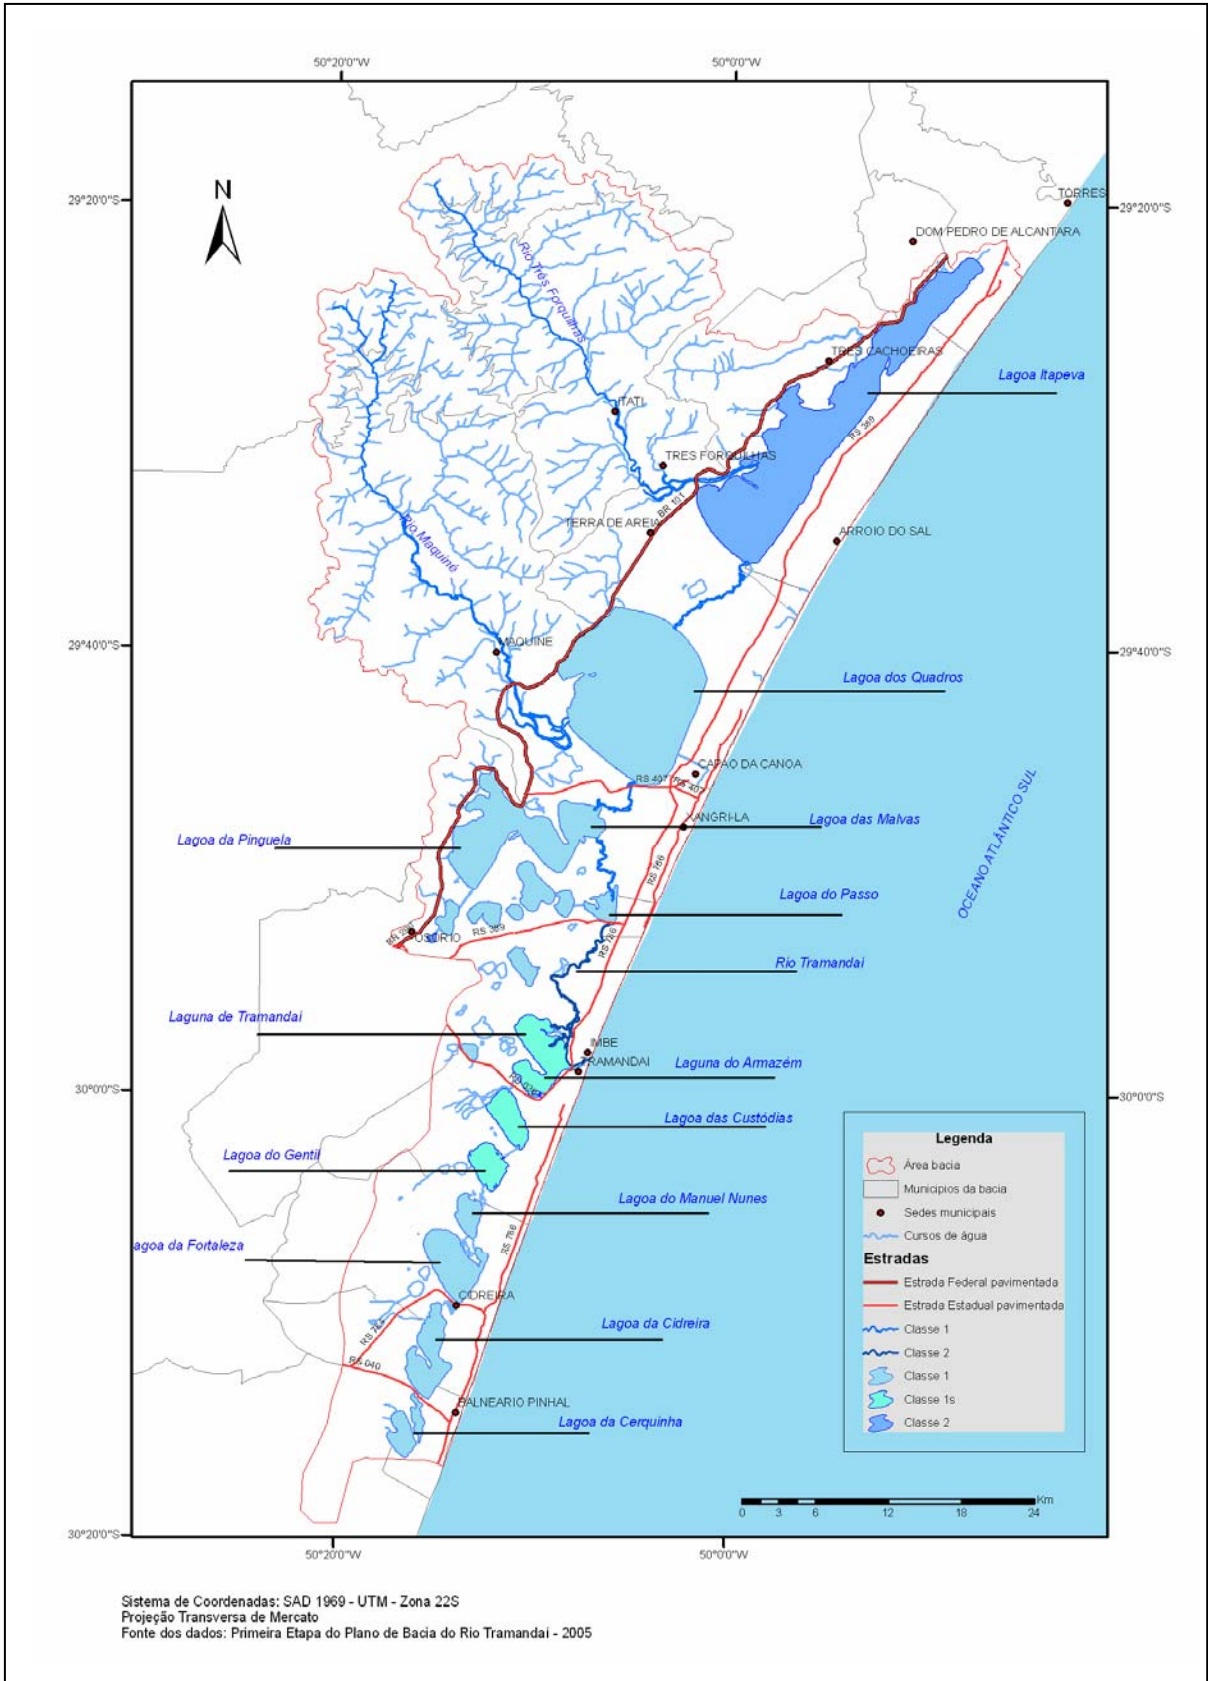 50°20'0"W
50°0'0"W
N
29°20'0"S
29°20'0"S
TORRES
DOM PEDRO DE ALCANTARA
Rio Três Forquilhas
TRES CACHOEIRAS
Lagoa Itapeva
ITATI
RS 389
TRES FORQUILHAS
BR 101
TERRA DE AREIA
ARROIO DO SAL
Rio Maquiné
29°40'0"S
29°40'0"S
MAQUINE
Lagoa dos Quadros
CAPAO DA CANOA
RS 407
RS 407
Lagoa das Malvas
XANGRI-LA
Lagoa da Pinguela
OCEANO ATLÂNTICO SUL
RS 786
Lagoa do Passo
OSORIO
BR 290
RS 389
RS 786
Rio Tramandaí
Laguna de Tramandaí
IMBE
TRAMANDAI
Laguna do Armazém
30°0'0"S
30°0'0"S
Lagoa das Custódias
Lagoa do Gentil
Lagoa do Manuel Nunes
RS 786
agoa da Fortaleza
CIDREIRA
Lagoa da Cidreira
RS 784
RS 040
BALNEARIO PINHAL
Lagoa da Cerquinha
Legenda
Área bacia
Municipios da bacia
Sedes municipais
Cursos de água
Estradas
Estrada Federal pavimentada
Estrada Estadual pavimentada
Classe 1
Classe 2
Classe 1
Classe 1s
Classe 2
Km
0 3 6 12 18 24
30°20'0"S
50°20'0"W
50°0'0"W
Sistema de Coordenadas: SAD 1969 - UTM - Zona 22S
Projeção Transversa de Mercato
Fonte dos dados: Primeira Etapa do Plano de Bacia do Rio Tramandaí - 2005